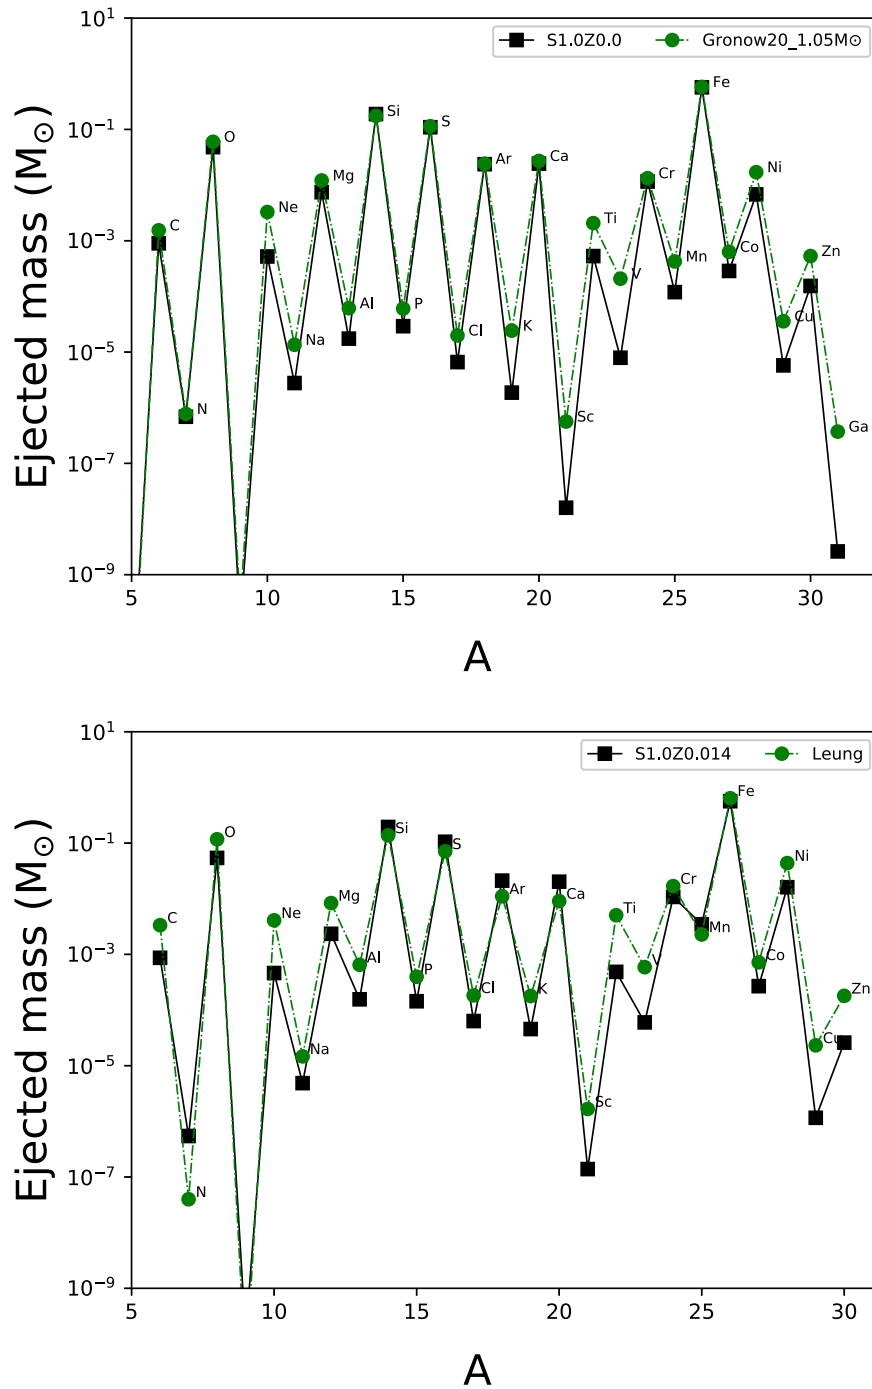 10^1
S1.0Z0.0 Gronow20_1.05M⊙
Ejected mass (M⊙)
10^−1
10^−3
10^−5
10^−7
10^−9
C
N
O
Ne
Na
Mg
Al
Si
P
S
Cl
Ar
K
Ca
Sc
Ti
V
Cr
Mn
Fe
Co
Ni
Cu
Zn
Ga
5 10 15 20 25 30
A
10^1
S1.0Z0.014 Leung
Ejected mass (M⊙)
10^−1
10^−3
10^−5
10^−7
10^−9
C
N
O
Ne
Na
Mg
Al
Si
P
S
Cl
Ar
K
Ca
Sc
Ti
V
Cr
Mn
Fe
Co
Ni
Cu
Zn
5 10 15 20 25 30
A